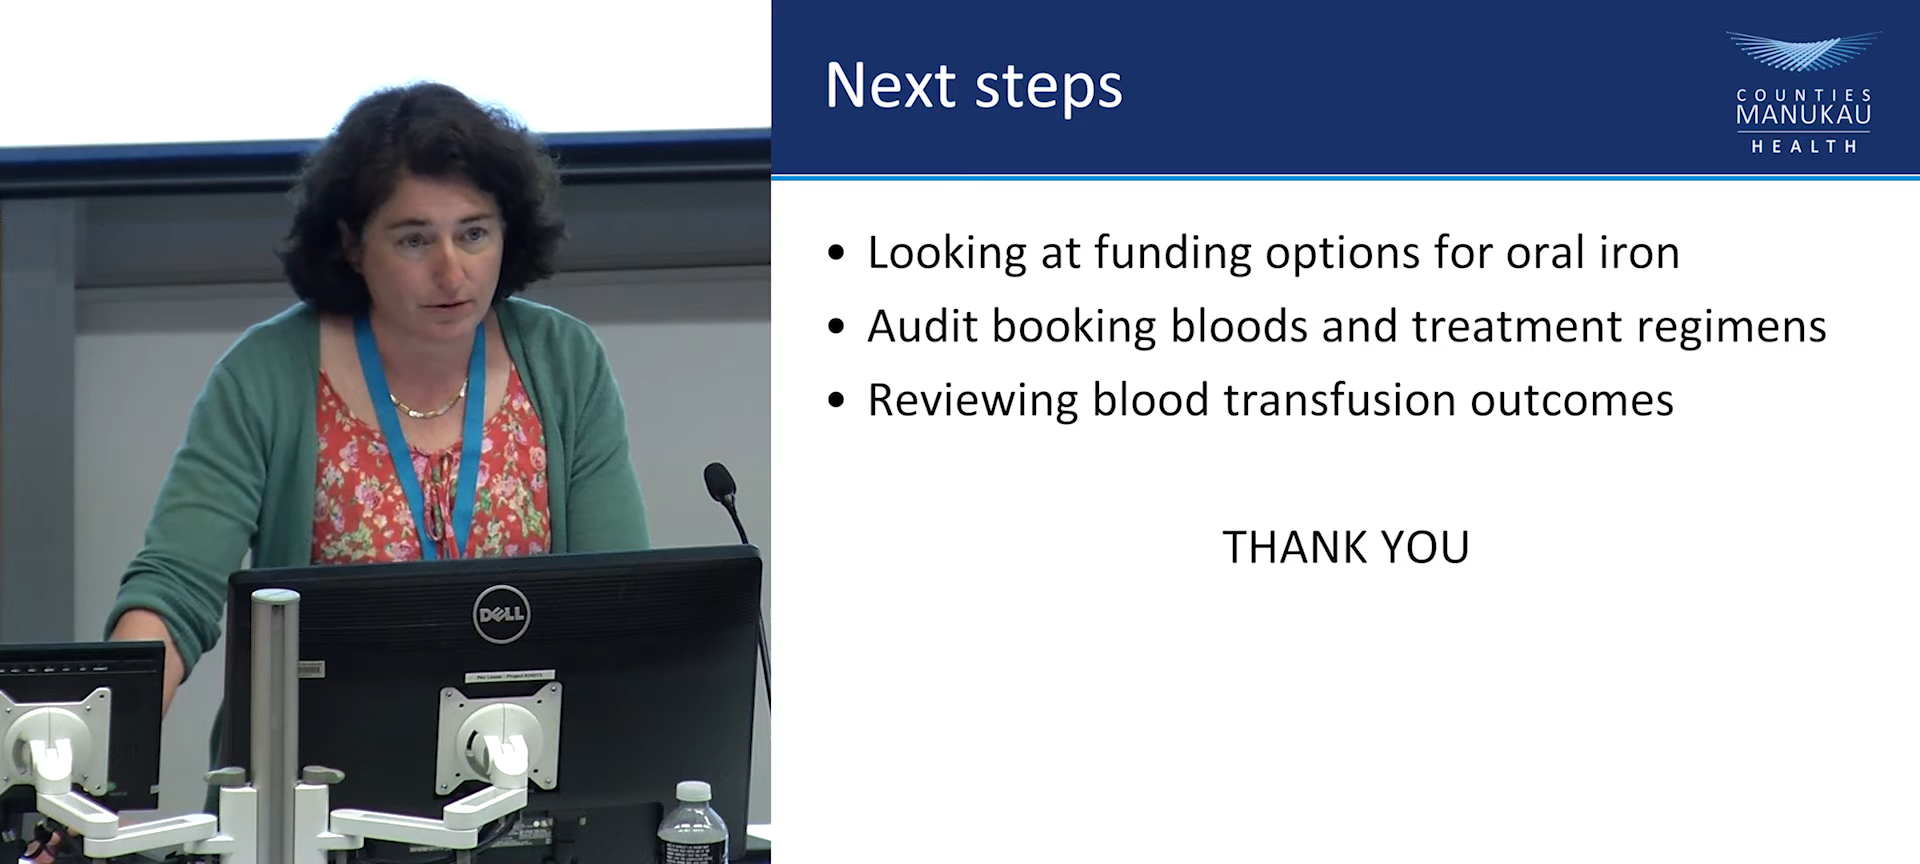 Next steps
COUNTIES
MANUKAU
HEALTH
• Looking at funding options for oral iron
• Audit booking bloods and treatment regimens
• Reviewing blood transfusion outcomes
THANK YOU
DELL